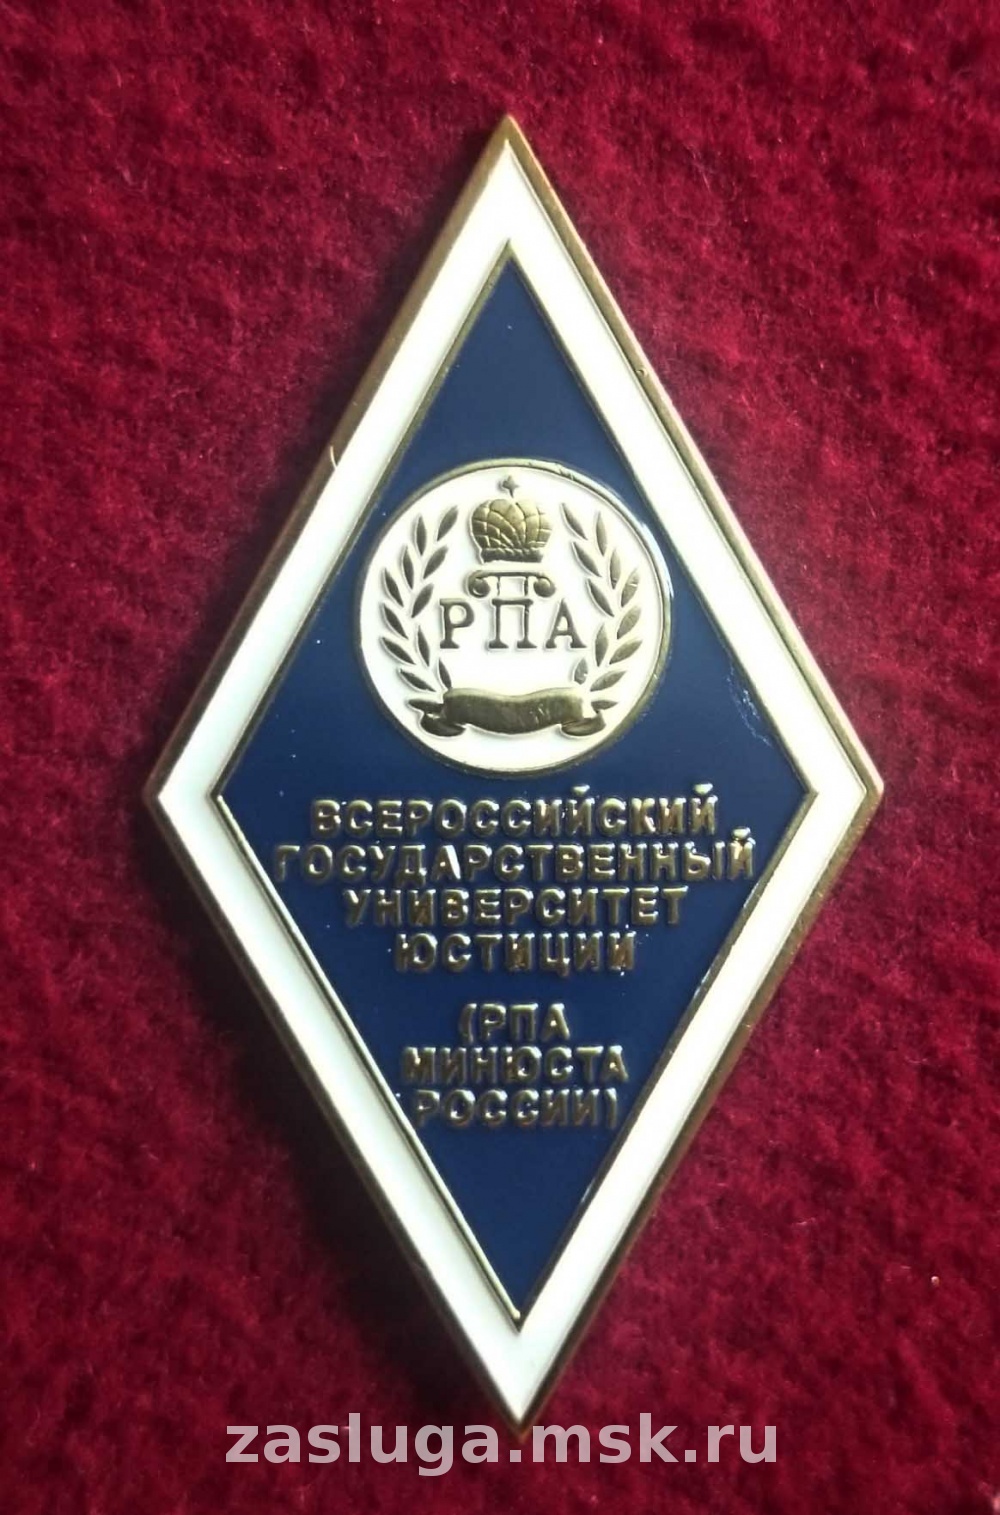 РПА
ВСЕРОССИЙСКИЙ
ГОСУДАРСТВЕННЫЙ
УНИВЕРСИТЕТ
ЮСТИЦИИ
(РПА
МИНЮСТА
РОССИИ)
zasluga.msk.ru